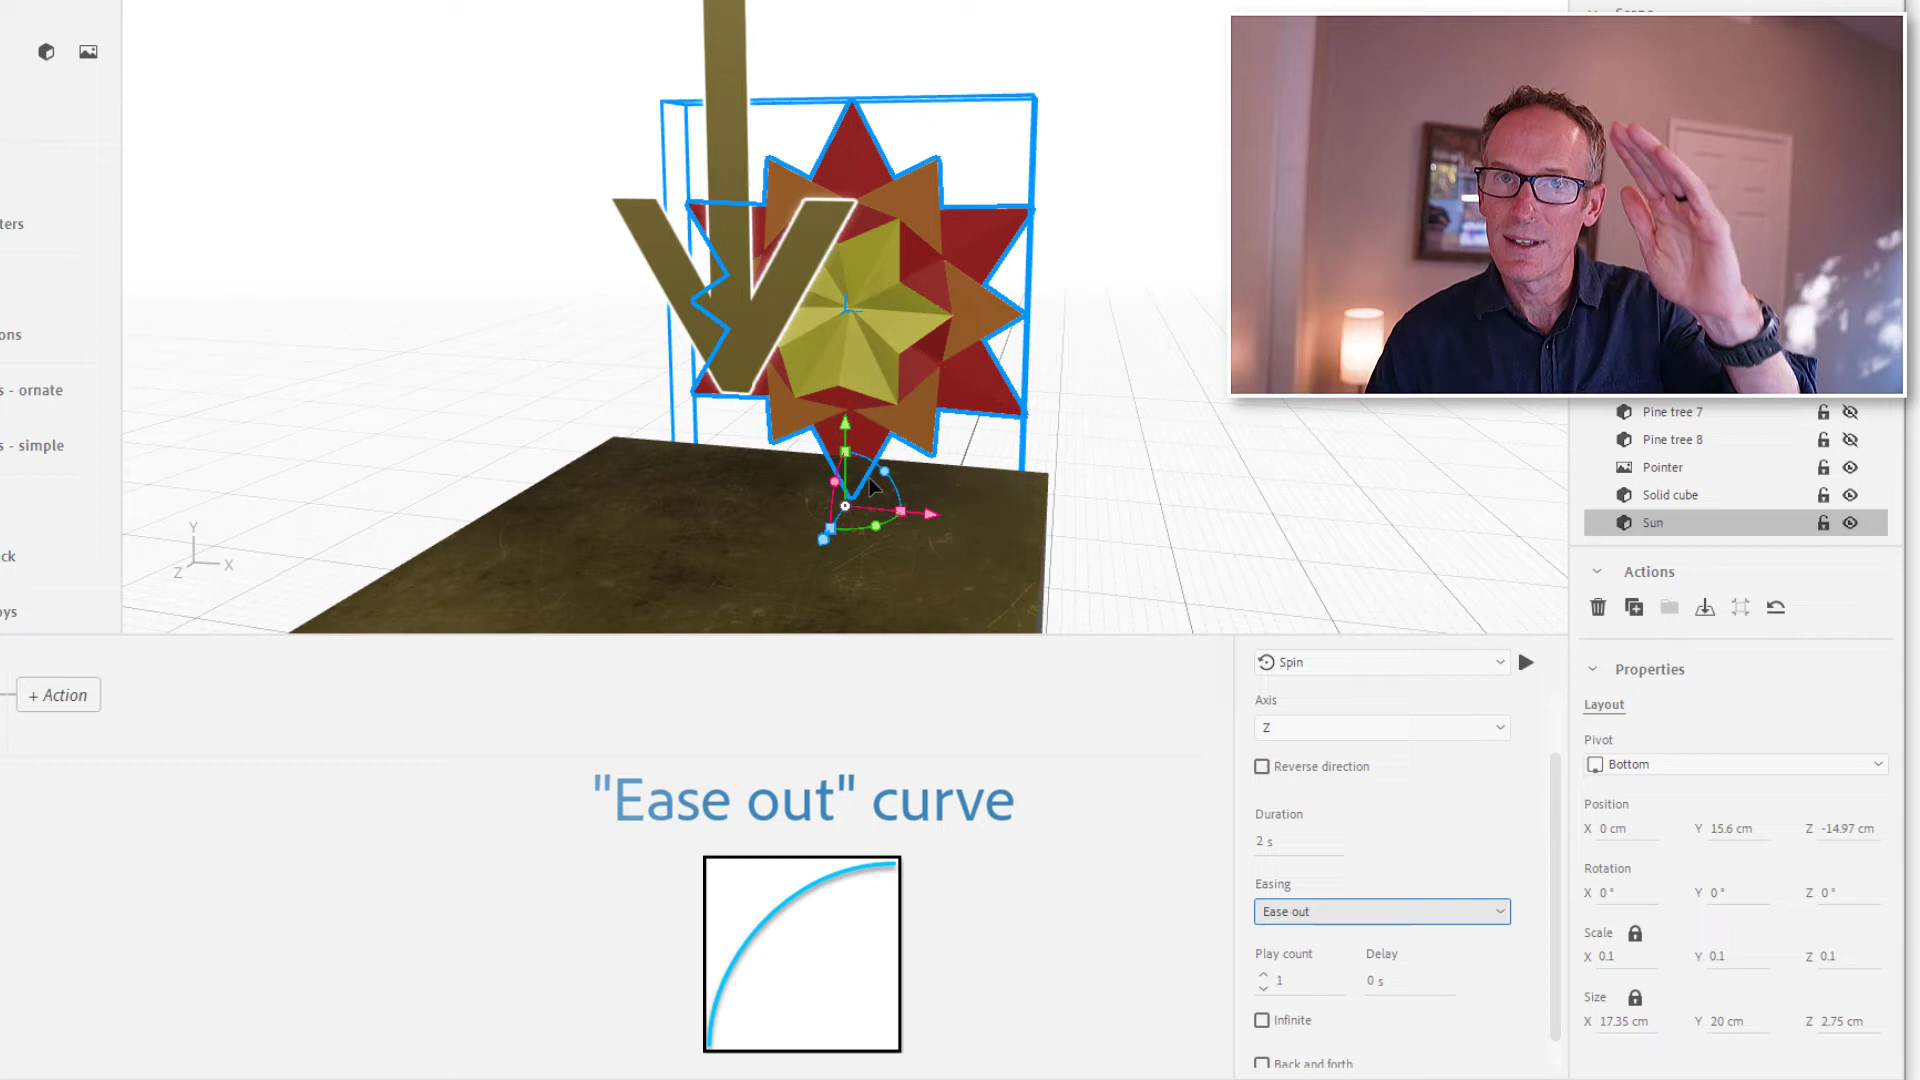 ters
ons
s - ornate
s - simple
ck
oys
Y
Z
X
Pine tree 7
Pine tree 8
Pointer
Solid cube
Sun
Actions
Properties
Layout
Pivot
Bottom
Position
X 0 cm Y 15.6 cm Z -14.97 cm
Rotation
X 0 ° Y 0 ° Z 0 °
Scale
X 0.1 Y 0.1 Z 0.1
Size
X 17.35 cm Y 20 cm Z 2.75 cm
+ Action
"Ease out" curve
Spin
Axis
Z
Reverse direction
Duration
2 s
Easing
Ease out
Play count Delay
1 0 s
Infinite
Back and forth